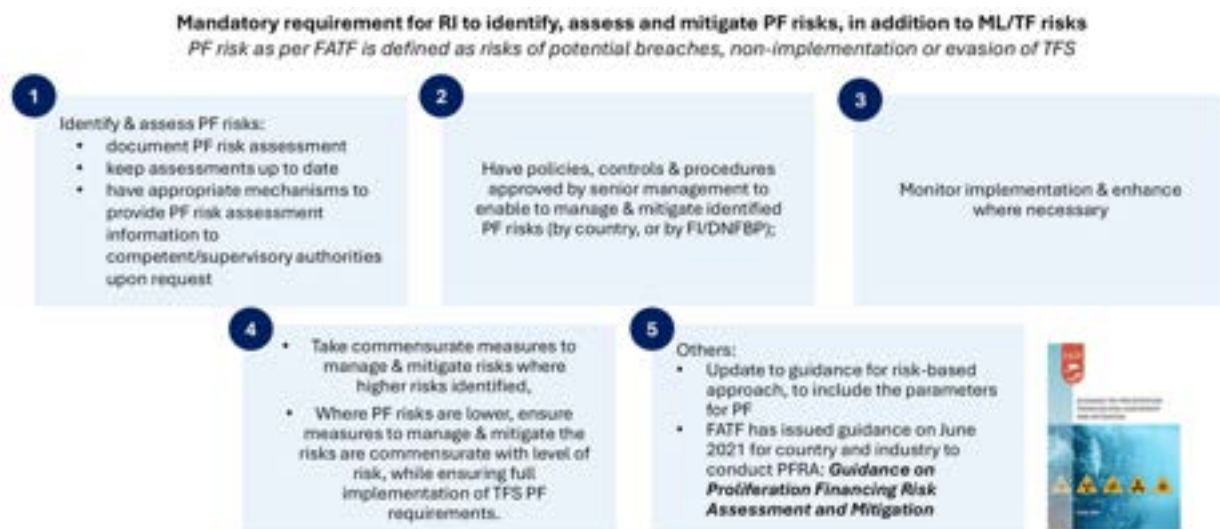 Mandatory requirement for RI to identify, assess and mitigate PF risks, in addition to ML/TF risks
PF risk as per FATF is defined as risks of potential breaches, non-implementation or evasion of TFS
1
Identify & assess PF risks:
• document PF risk assessment
• keep assessments up to date
• have appropriate mechanisms to
provide PF risk assessment
information to
competent/supervisory authorities
upon request
2
Have policies, controls & procedures
approved by senior management to
enable to manage & mitigate identified
PF risks (by country, or by FI/DNFBP);
3
Monitor implementation & enhance
where necessary
4
• Take commensurate measures to
manage & mitigate risks where
higher risks identified,
• Where PF risks are lower, ensure
measures to manage & mitigate the
risks are commensurate with level of
risk, while ensuring full
implementation of TFS PF
requirements.
5
Others:
• Update to guidance for risk-based
approach, to include the parameters
for PF
• FATF has issued guidance on June
2021 for country and industry to
conduct PFRA: Guidance on
Proliferation Financing Risk
Assessment and Mitigation